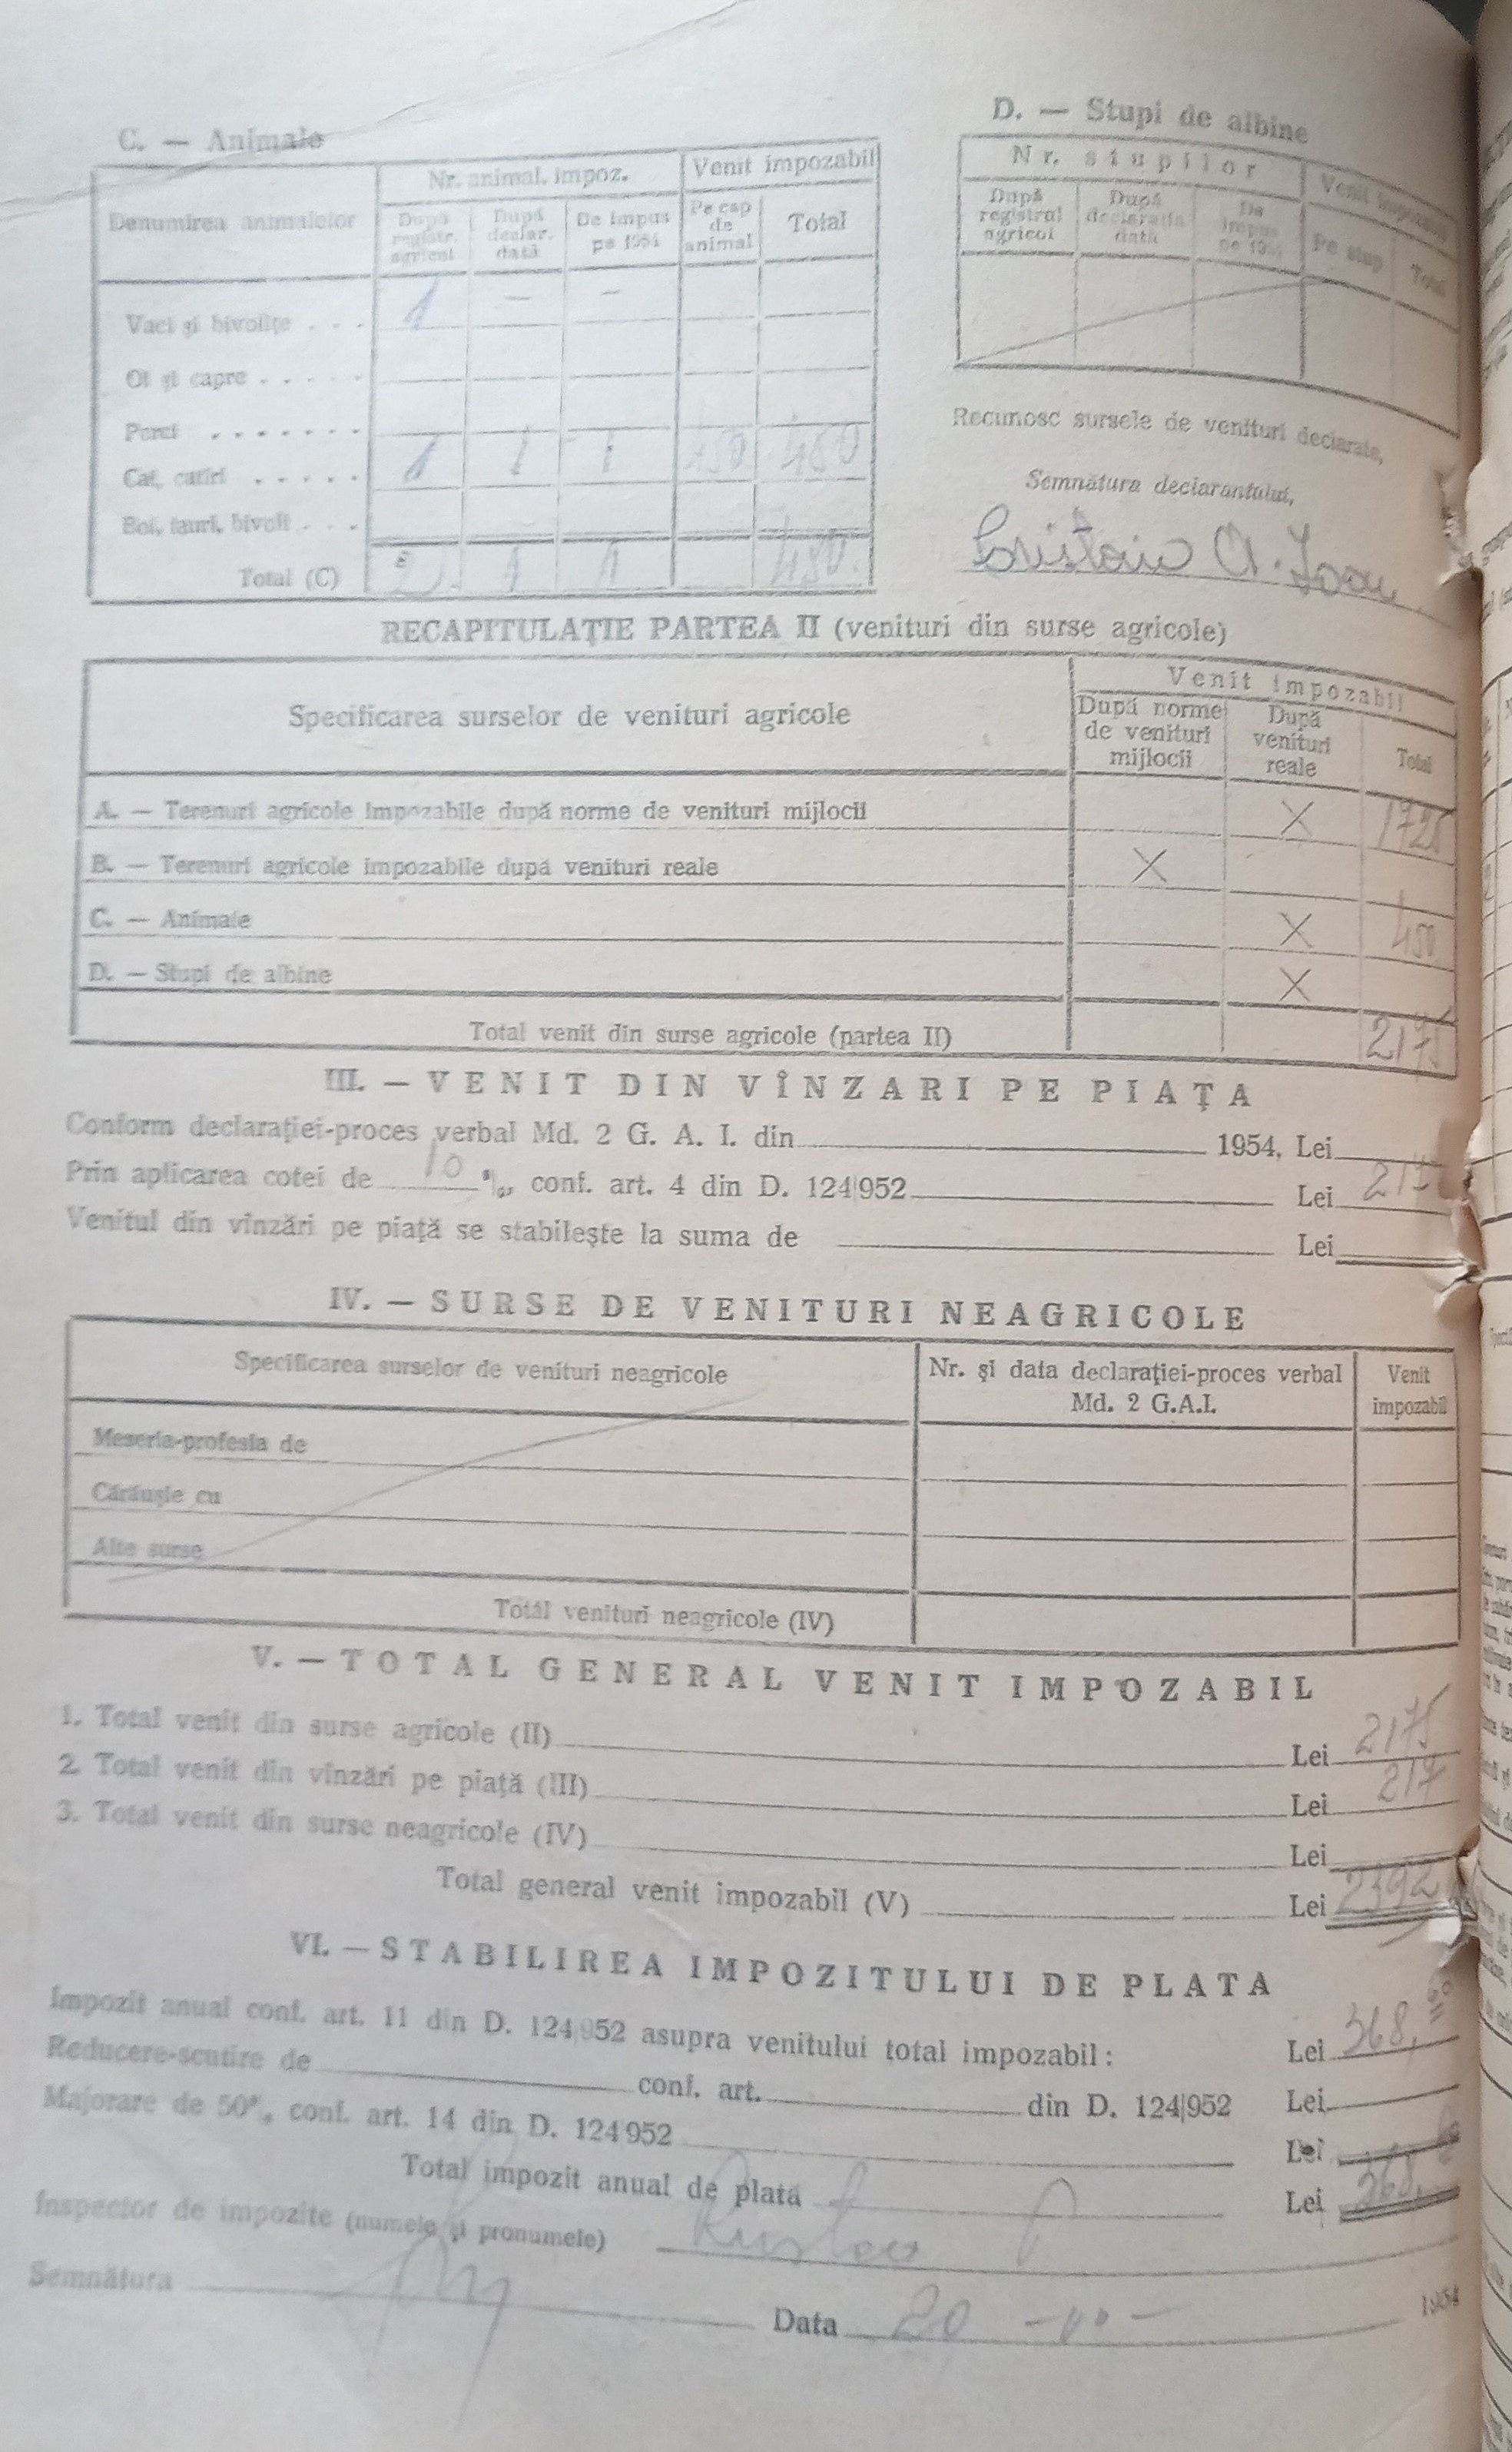 C. — Animale
Denumirea animalelor
Nr. animal. impoz.
Venit impozabil
După registr. agricol
După declar. dată
De impus pe 1954
Pe cap de animal
Total
Vaci și bivolițe . . . 1 — —
Oi și capre . . . . .
Porci . . . . . . .
Cai, catîri . . . . . 1 1 1 450 450
Boi, tauri, bivoli . . .
Total (C) 2 1 1 450
D. — Stupi de albine
Nr. stupilor
Venit impozabil
După registrul agricol
După declarația dată
De impus pe 1954
Pe stup
Total
Recunosc sursele de venituri declarate,
Semnătura declarantului,
Cristoiu A. Ioan
RECAPITULAȚIE PARTEA II (venituri din surse agricole)
Specificarea surselor de venituri agricole
Venit impozabil
După norme de venituri mijlocii
După venituri reale
Total
A. — Terenuri agricole impozabile după norme de venituri mijlocii X 1725
B. — Terenuri agricole impozabile după venituri reale X
C. — Animale X 450
D. — Stupi de albine X
Total venit din surse agricole (partea II) 2175
III. — VENIT DIN VÎNZARI PE PIAȚA
Conform declarației-proces verbal Md. 2 G. A. I. din 1954, Lei
Prin aplicarea cotei de 10 %, conf. art. 4 din D. 124|952 Lei 217
Venitul din vînzări pe piață se stabilește la suma de Lei
IV. — SURSE DE VENITURI NEAGRICOLE
Specificarea surselor de venituri neagricole
Nr. și data declarației-proces verbal Md. 2 G.A.I.
Venit impozabil
Meseria-profesia de
Cărăușie cu
Alte surse
Total venituri neagricole (IV)
V. — TOTAL GENERAL VENIT IMPOZABIL
1. Total venit din surse agricole (II) Lei 2175
2. Total venit din vînzări pe piață (III) Lei 217
3. Total venit din surse neagricole (IV) Lei
Total general venit impozabil (V) Lei 2392
VI. — STABILIREA IMPOZITULUI DE PLATA
Impozit anual conf. art. 11 din D. 124|952 asupra venitului total impozabil : Lei 368,60
Reducere-scutire de conf. art. din D. 124|952 Lei
Majorare de 50%, conf. art. 14 din D. 124|952 Lei
Total impozit anual de plată Lei 368,
Inspector de impozite (numele și pronumele)
Semnătura Data 20 1954